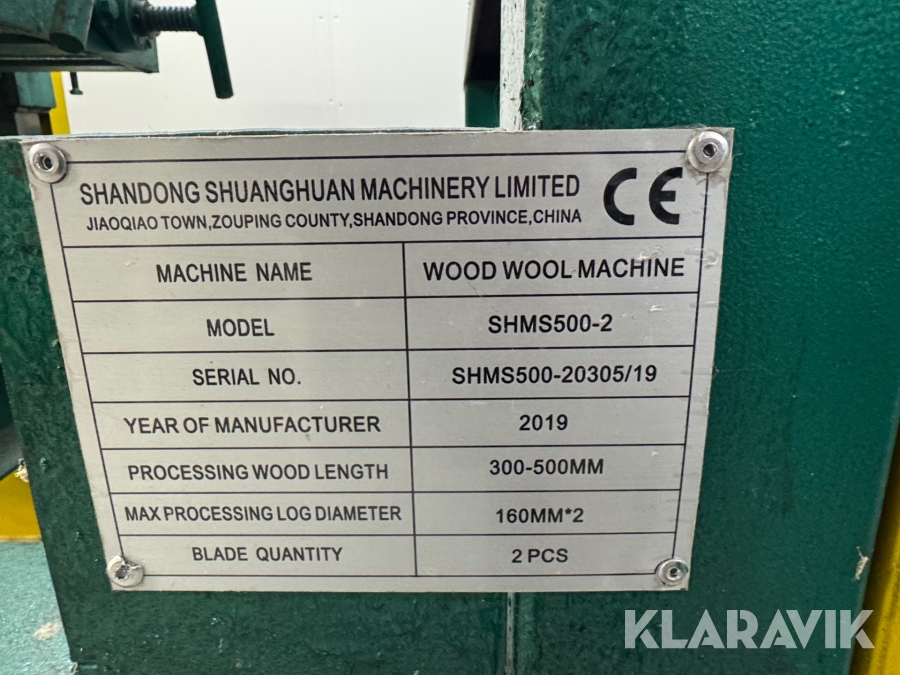 SHANDONG SHUANGHUAN MACHINERY LIMITED CE
JIAOQIAO TOWN,ZOUPING COUNTY,SHANDONG PROVINCE,CHINA
MACHINE NAME WOOD WOOL MACHINE
MODEL SHMS500-2
SERIAL NO. SHMS500-20305/19
YEAR OF MANUFACTURER 2019
PROCESSING WOOD LENGTH 300-500MM
MAX PROCESSING LOG DIAMETER 160MM*2
BLADE QUANTITY 2 PCS
KLARAVIK